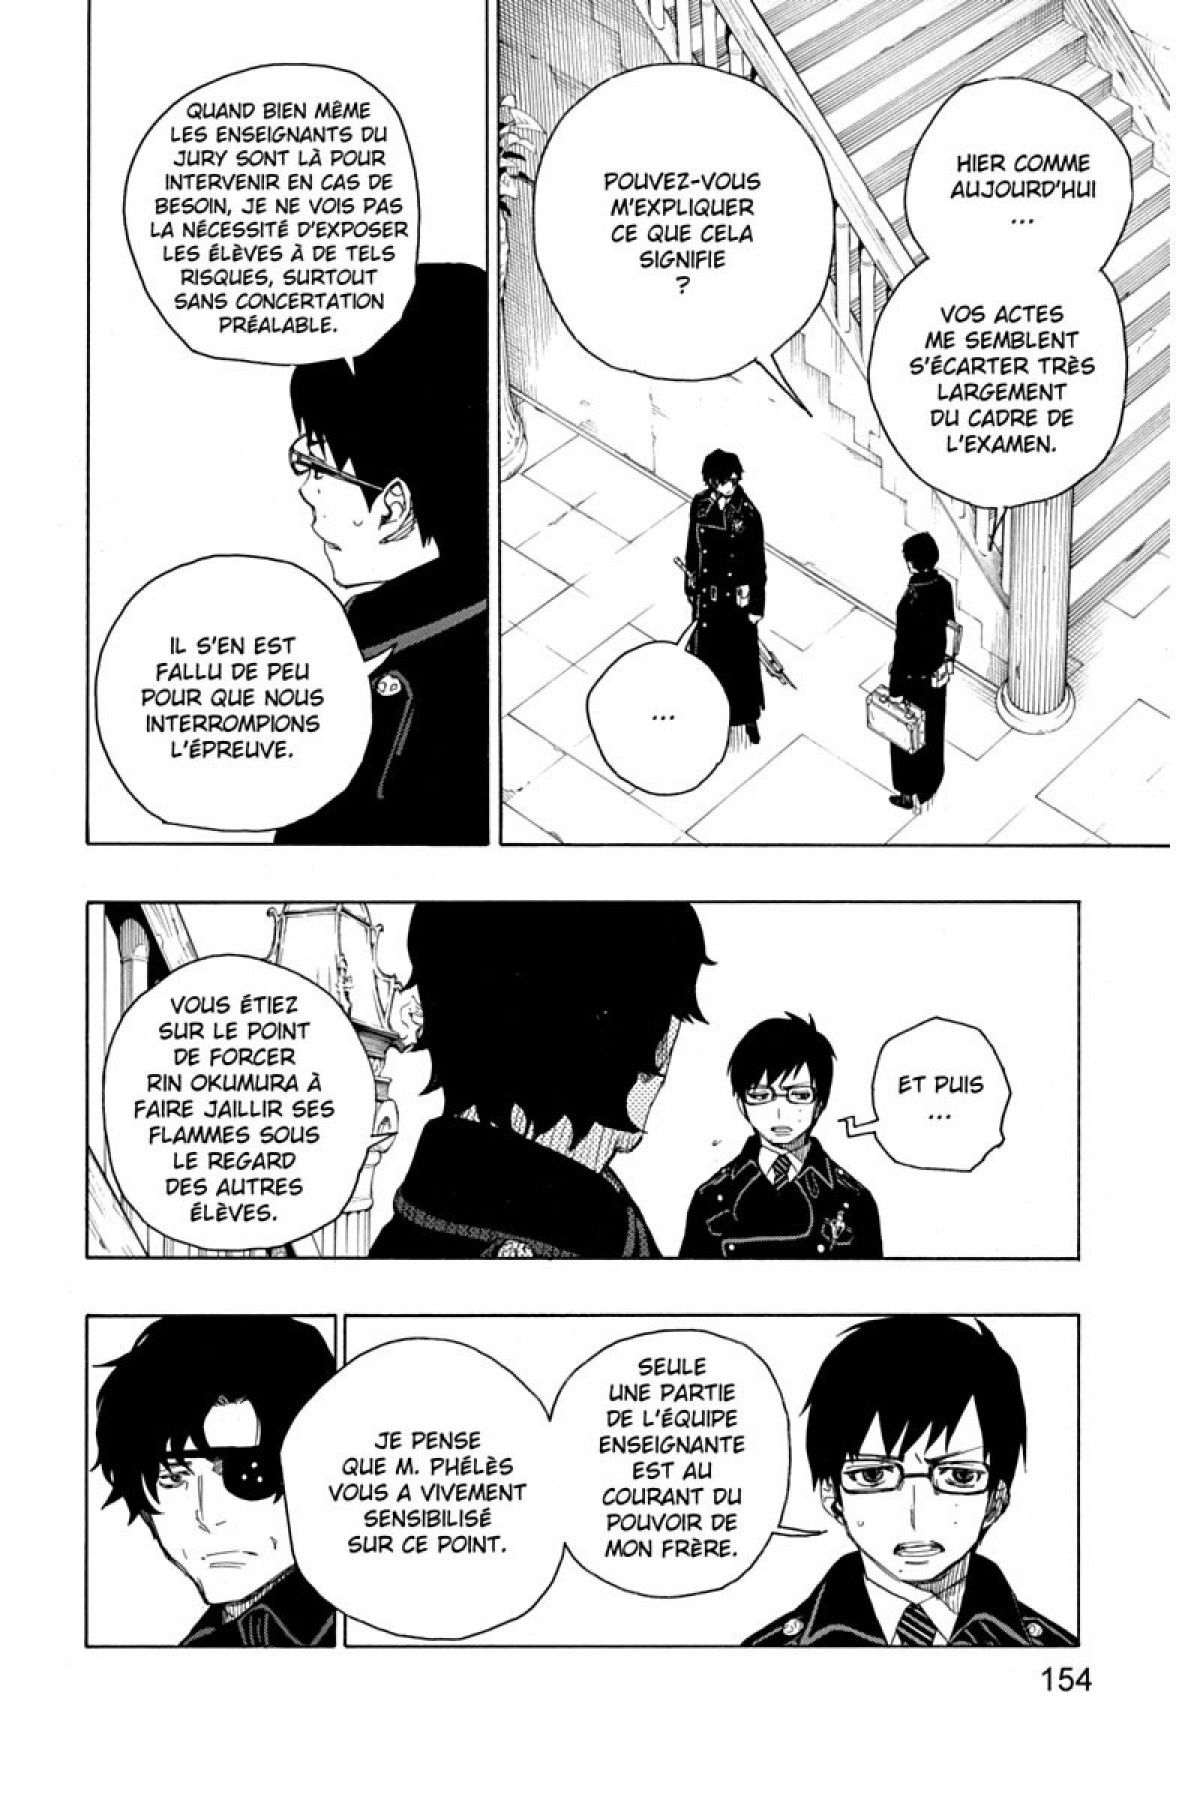 HIER COMME
AUJOURD'HUI
...
VOS ACTES
ME SEMBLENT
S'ÉCARTER TRÈS
LARGEMENT
DU CADRE DE
L'EXAMEN.
POUVEZ-VOUS
M'EXPLIQUER
CE QUE CELA
SIGNIFIE
?
...
QUAND BIEN MÊME
LES ENSEIGNANTS DU
JURY SONT LÀ POUR
INTERVENIR EN CAS DE
BESOIN, JE NE VOIS PAS
LA NÉCESSITÉ D'EXPOSER
LES ÉLÈVES À DE TELS
RISQUES, SURTOUT
SANS CONCERTATION
PRÉALABLE.
IL S'EN EST
FALLU DE PEU
POUR QUE NOUS
INTERROMPIONS
L'ÉPREUVE.
ET PUIS
...
VOUS ÉTIEZ
SUR LE POINT
DE FORCER
RIN OKUMURA À
FAIRE JAILLIR SES
FLAMMES SOUS
LE REGARD
DES AUTRES
ÉLÈVES.
SEULE
UNE PARTIE
DE L'ÉQUIPE
ENSEIGNANTE
EST AU
COURANT DU
POUVOIR DE
MON FRÈRE.
JE PENSE
QUE M. PHÉLÈS
VOUS A VIVEMENT
SENSIBILISÉ
SUR CE POINT.
154